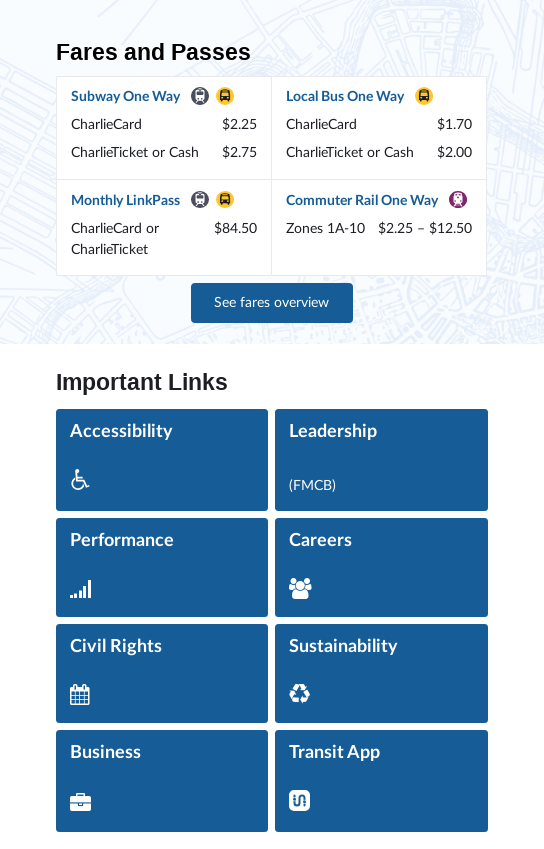 Fares and Passes
Subway One Way
CharlieCard $2.25
CharlieTicket or Cash $2.75
Local Bus One Way
CharlieCard $1.70
CharlieTicket or Cash $2.00
Monthly LinkPass
CharlieCard or $84.50
CharlieTicket
Commuter Rail One Way
Zones 1A-10 $2.25 – $12.50
See fares overview
Important Links
Accessibility
Leadership
(FMCB)
Performance
Careers
Civil Rights
Sustainability
Business
Transit App